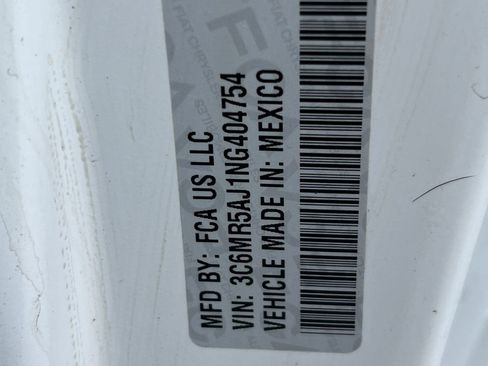 MFD BY: FCA US LLC
VIN: 3C6MR5AJ1NG404754
VEHICLE MADE IN: MEXICO